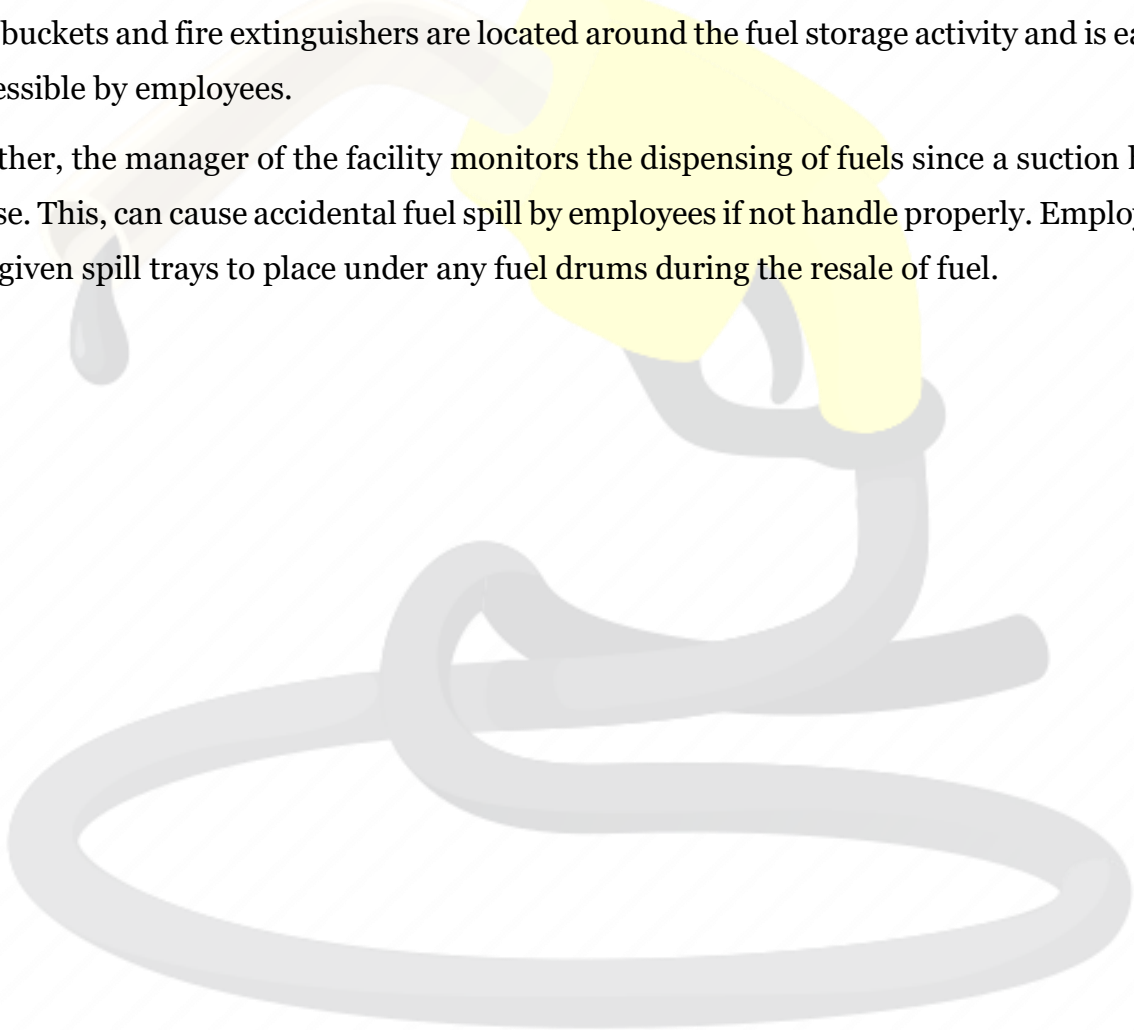 buckets and fire extinguishers are located around the fuel storage activity and is ea
essible by employees.
ther, the manager of the facility monitors the dispensing of fuels since a suction
se. This, can cause accidental fuel spill by employees if not handle properly. Employ
given spill trays to place under any fuel drums during the resale of fuel.